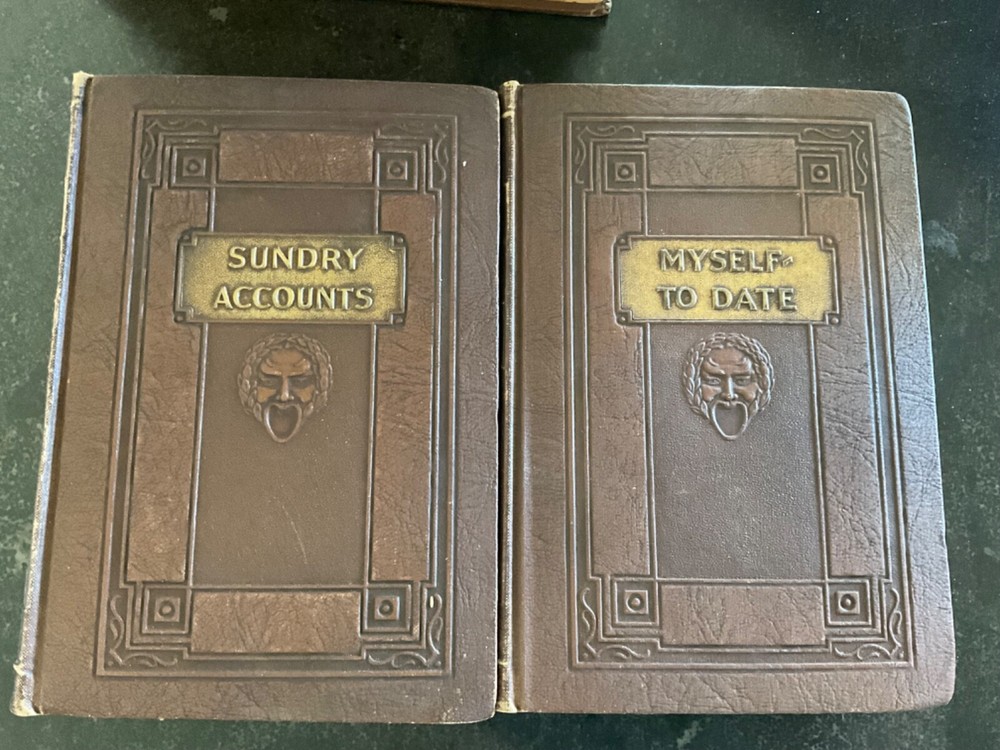 SUNDRY
ACCOUNTS
MYSELF-
TO DATE